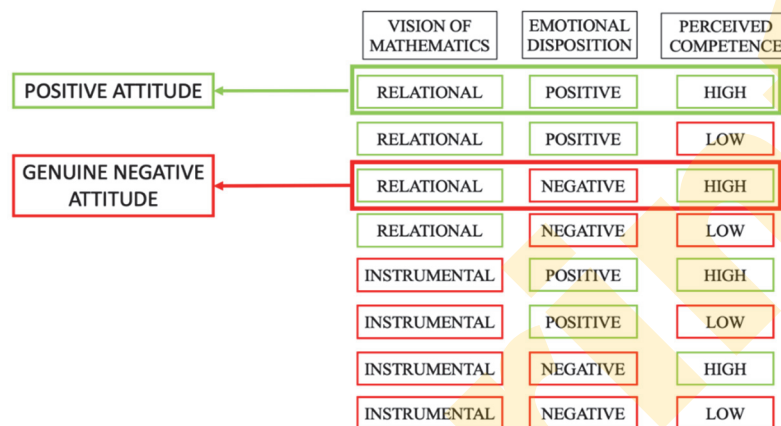 VISION OF MATHEMATICS EMOTIONAL DISPOSITION PERCEIVED COMPETENCE
POSITIVE ATTITUDE RELATIONAL POSITIVE HIGH
RELATIONAL POSITIVE LOW
GENUINE NEGATIVE ATTITUDE RELATIONAL NEGATIVE HIGH
RELATIONAL NEGATIVE LOW
INSTRUMENTAL POSITIVE HIGH
INSTRUMENTAL POSITIVE LOW
INSTRUMENTAL NEGATIVE HIGH
INSTRUMENTAL NEGATIVE LOW